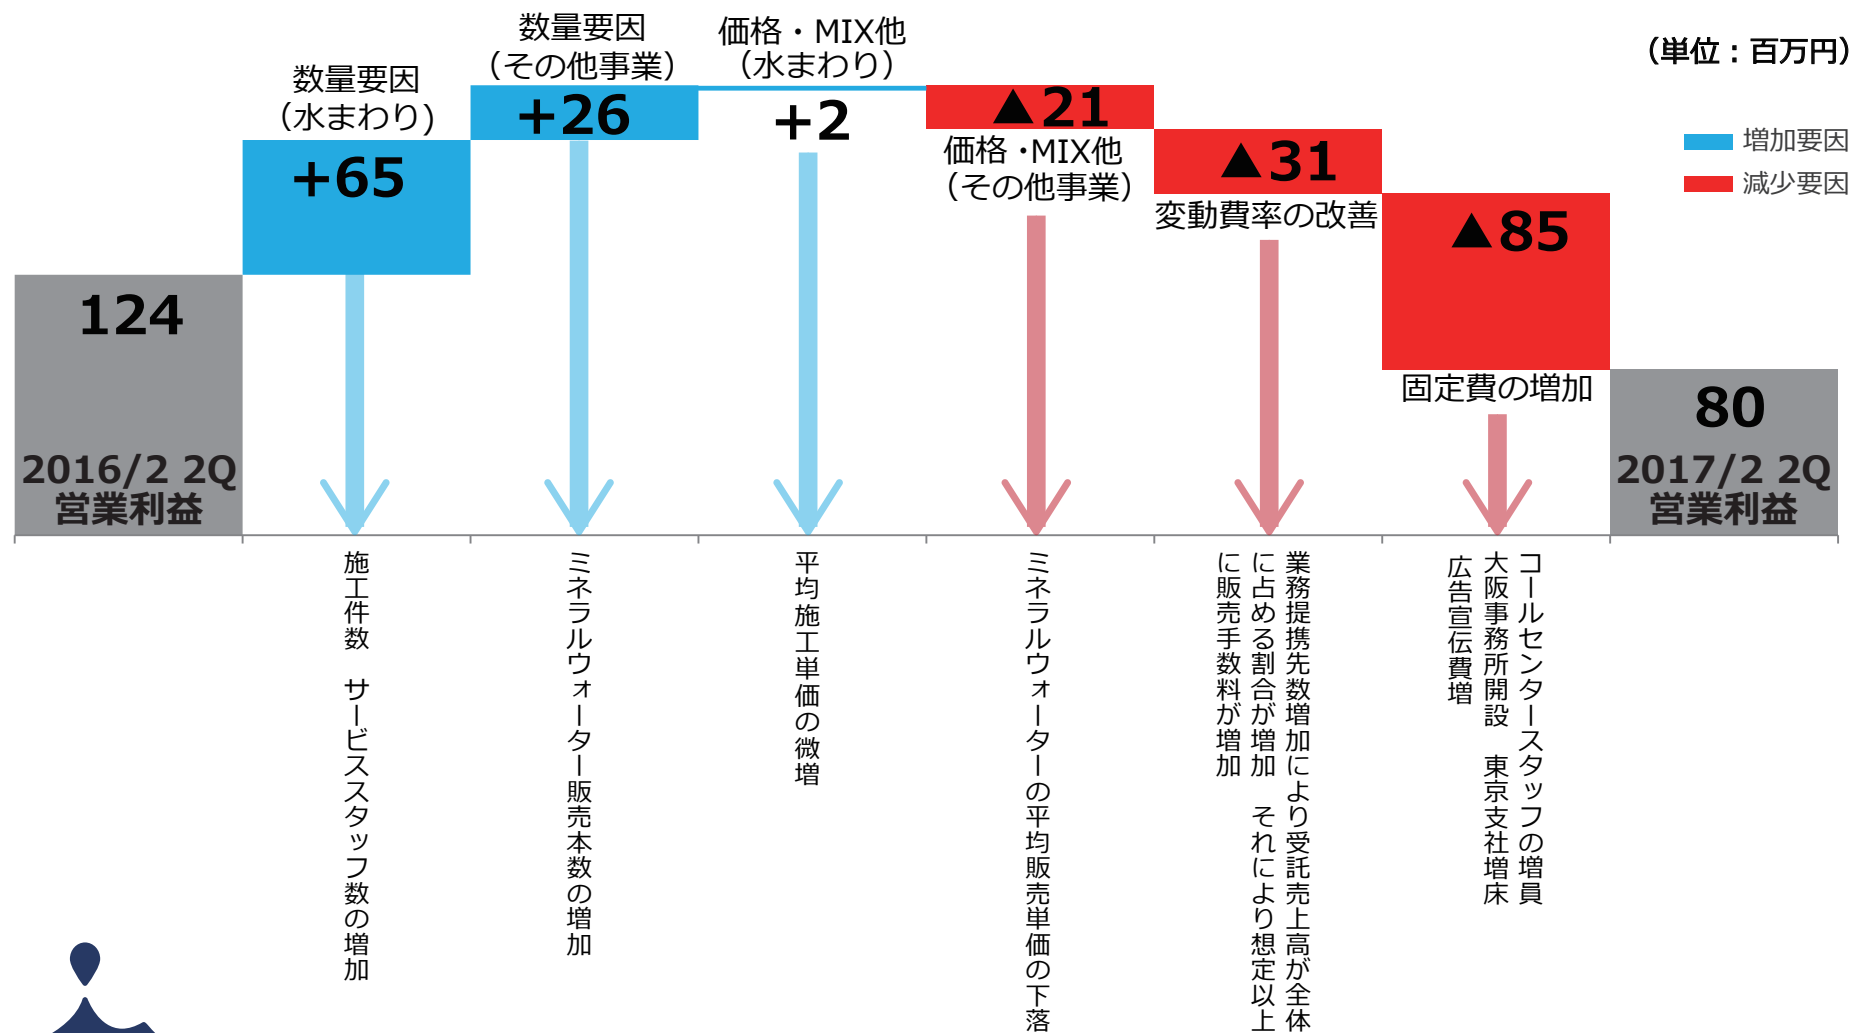 (単位：百万円)
増加要因
減少要因
124
2016/2 2Q
営業利益
数量要因
（水まわり）
+65
数量要因
（その他事業）
+26
価格・MIX他
（水まわり）
+2
▲21
価格・MIX他
（その他事業）
▲31
変動費率の改善
▲85
固定費の増加
80
2017/2 2Q
営業利益
施工件数　サービススタッフ数の増加
ミネラルウォーター販売本数の増加
平均施工単価の微増
ミネラルウォーターの平均販売単価の下落
業務提携先数増加により受託売上高が全体
に占める割合が増加　それにより想定以上
に販売手数料が増加
コールセンタースタッフの増員
大阪事務所開設　東京支社増床
広告宣伝費増